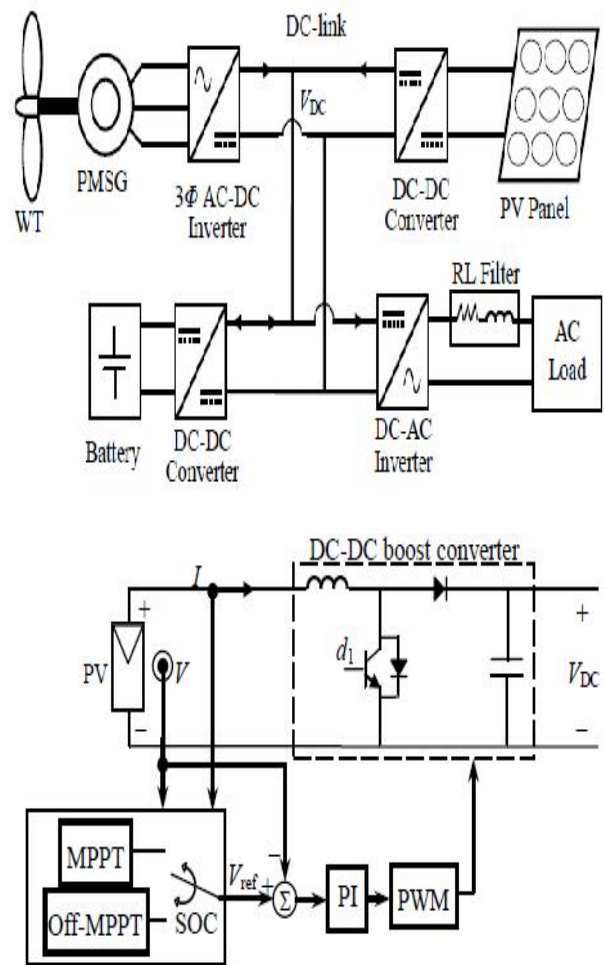 DC-link
V_DC
PMSG
WT
3Φ AC-DC
Inverter
DC-DC
Converter
PV Panel
RL Filter
AC
Load
Battery
DC-DC
Converter
DC-AC
Inverter
DC-DC boost converter
I
+
PV
V
−
d₁
+
V_DC
−
MPPT
Off-MPPT
SOC
V_ref
+
−
Σ
PI
PWM